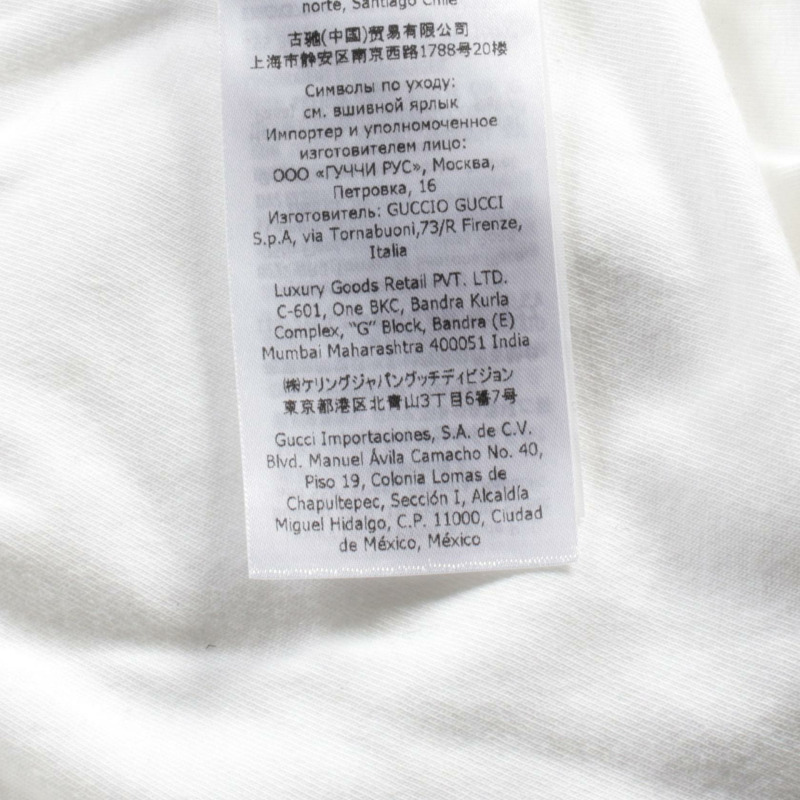 norte, Santiago Chile
古驰(中国)贸易有限公司
上海市静安区南京西路1788号20楼
Символы по уходу:
см. вшивной ярлык
Импортер и уполномоченное
изготовителем лицо:
ООО «ГУЧЧИ РУС», Москва,
Петровка, 16
Изготовитель: GUCCIO GUCCI
S.p.A, via Tornabuoni,73/R Firenze,
Italia
Luxury Goods Retail PVT. LTD.
C-601, One BKC, Bandra Kurla
Complex, "G" Block, Bandra (E)
Mumbai Maharashtra 400051 India
㈱ケリングジャパングッチディビジョン
東京都港区北青山3丁目6番7号
Gucci Importaciones, S.A. de C.V.
Blvd. Manuel Ávila Camacho No. 40,
Piso 19, Colonia Lomas de
Chapultepec, Sección I, Alcaldía
Miguel Hidalgo, C.P. 11000, Ciudad
de México, México